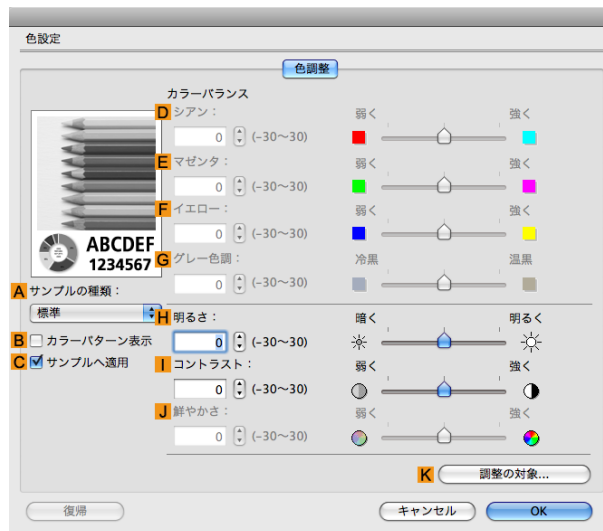 色設定
色調整
カラーバランス
D シアン：
弱く 強く
0 (-30〜30)
E マゼンタ：
弱く 強く
0 (-30〜30)
F イエロー：
弱く 強く
0 (-30〜30)
G グレー色調：
冷黒 温黒
0 (-30〜30)
ABCDEF
1234567
A サンプルの種類：
標準
B カラーパターン表示
C サンプルへ適用
H 明るさ：
暗く 明るく
0 (-30〜30)
I コントラスト：
弱く 強く
0 (-30〜30)
J 鮮やかさ：
弱く 強く
0 (-30〜30)
K 調整の対象...
復帰 キャンセル OK